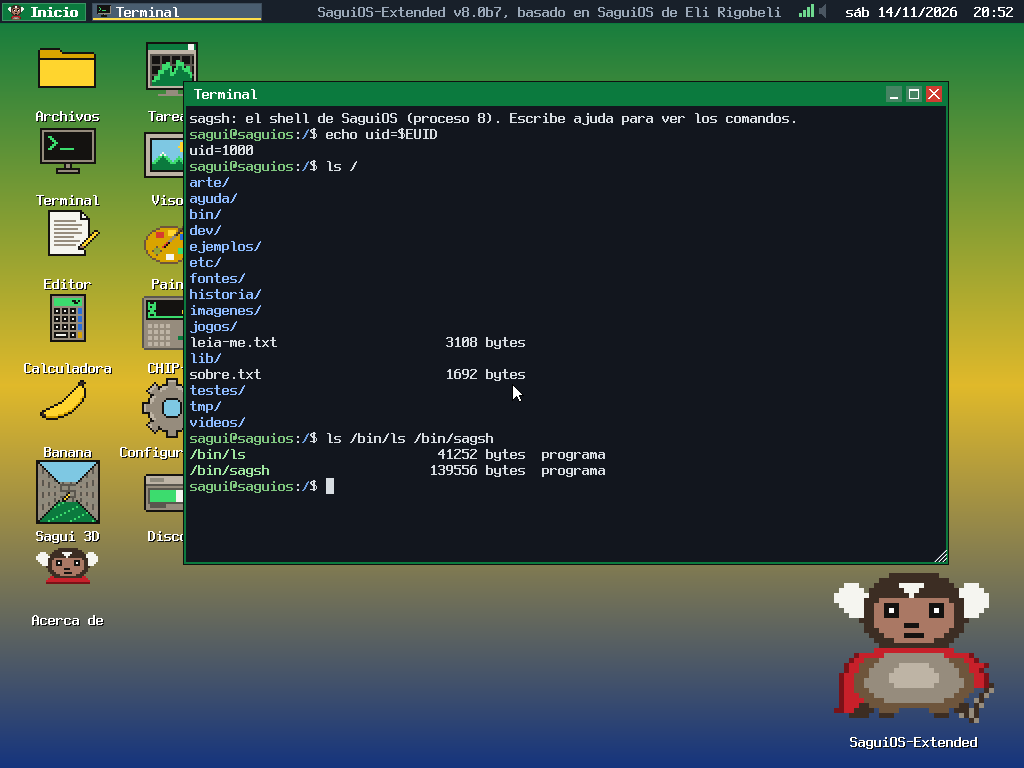 Inicio
Terminal
SaguiOS-Extended v8.0b7, basado en SaguiOS de Eli Rigobeli
sáb 14/11/2026 20:52
Archivos
Terminal
Editor
Calculadora
Banana
Sagui 3D
Acerca de
Terminal
sagsh: el shell de SaguiOS (proceso 8). Escribe ajuda para ver los comandos.
sagui@saguios:/$ echo uid=$EUID
uid=1000
sagui@saguios:/$ ls /
arte/
ayuda/
bin/
dev/
ejemplos/
etc/
fontes/
historia/
imagenes/
jogos/
leia-me.txt 3108 bytes
lib/
sobre.txt 1692 bytes
testes/
tmp/
videos/
sagui@saguios:/$ ls /bin/ls /bin/sagsh
/bin/ls 41252 bytes programa
/bin/sagsh 139556 bytes programa
sagui@saguios:/$
SaguiOS-Extended